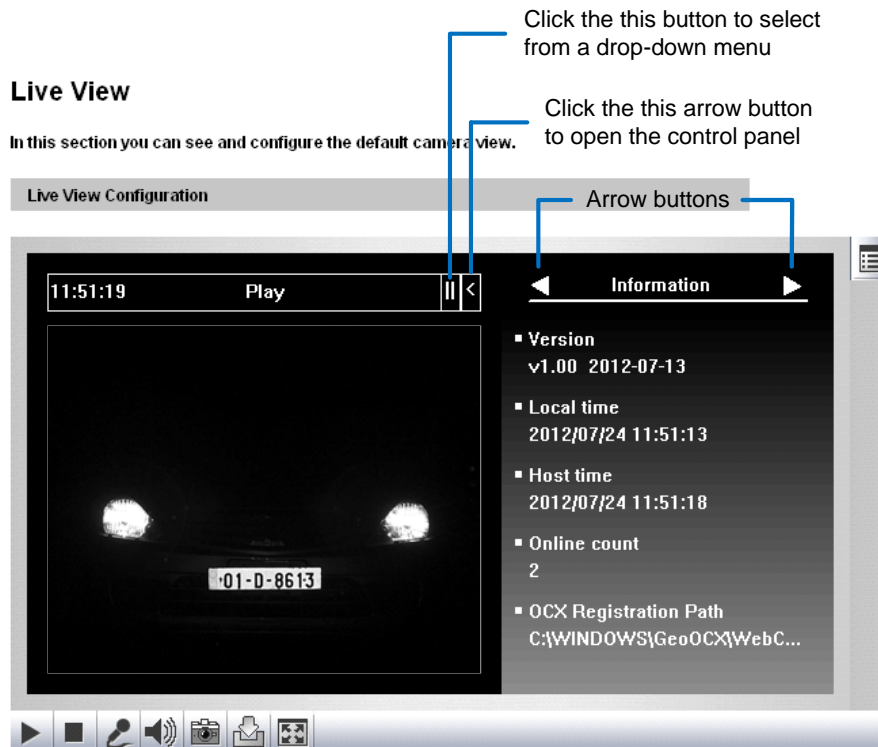 Click the this button to select
from a drop-down menu
Live View
Click the this arrow button
to open the control panel
In this section you can see and configure the default camera view.
Live View Configuration
Arrow buttons
11:51:19 Play
Information
Version
v1.00 2012-07-13
Local time
2012/07/24 11:51:13
Host time
2012/07/24 11:51:18
Online count
2
OCX Registration Path
C:\WINDOWS\GeoOCX\WebC...
01-D-8613